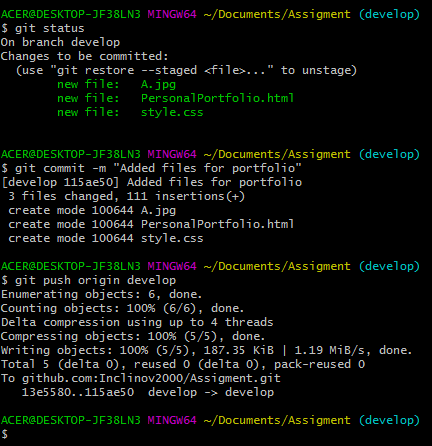 ACER@DESKTOP-JF38LN3 MINGW64 ~/Documents/Assigment (develop)
$ git status
On branch develop
Changes to be committed:
  (use "git restore --staged <file>..." to unstage)
        new file:   A.jpg
        new file:   PersonalPortfolio.html
        new file:   style.css
ACER@DESKTOP-JF38LN3 MINGW64 ~/Documents/Assigment (develop)
$ git commit -m "Added files for portfolio"
[develop 115ae50] Added files for portfolio
 3 files changed, 111 insertions(+)
 create mode 100644 A.jpg
 create mode 100644 PersonalPortfolio.html
 create mode 100644 style.css
ACER@DESKTOP-JF38LN3 MINGW64 ~/Documents/Assigment (develop)
$ git push origin develop
Enumerating objects: 6, done.
Counting objects: 100% (6/6), done.
Delta compression using up to 4 threads
Compressing objects: 100% (5/5), done.
Writing objects: 100% (5/5), 187.35 KiB | 1.19 MiB/s, done.
Total 5 (delta 0), reused 0 (delta 0), pack-reused 0
To github.com:Inclinov2000/Assigment.git
   13e5580..115ae50  develop -> develop
ACER@DESKTOP-JF38LN3 MINGW64 ~/Documents/Assigment (develop)
$